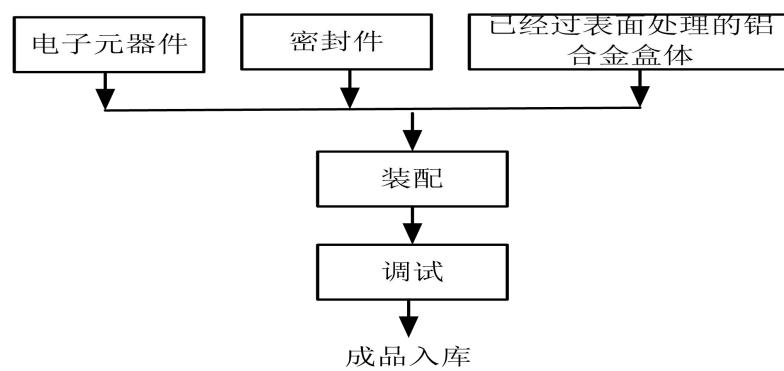 电子元器件
密封件
已经过表面处理的铝
合金盒体
装配
调试
成品入库